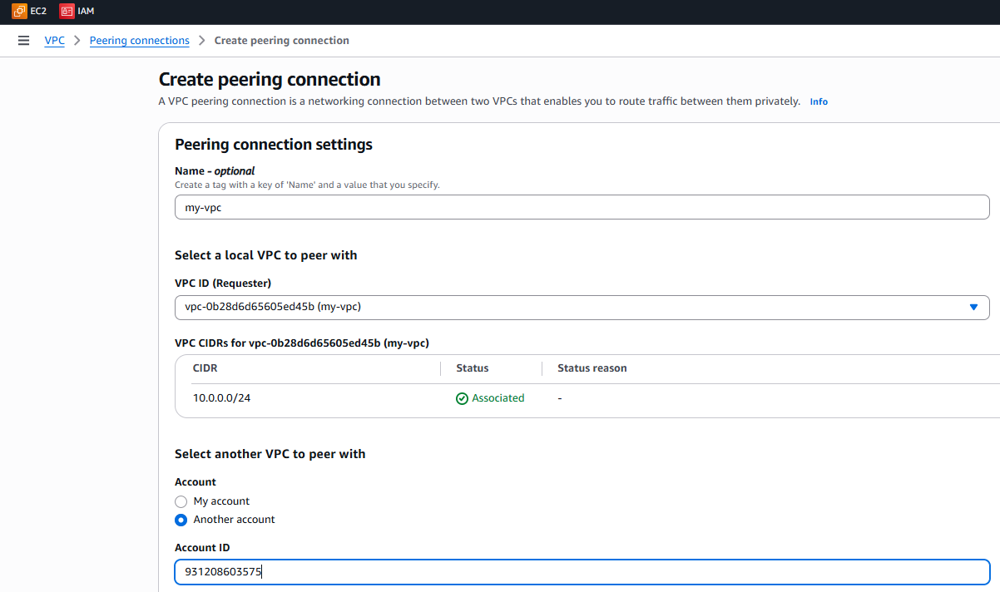 EC2 IAM
VPC Peering connections Create peering connection
Create peering connection
A VPC peering connection is a networking connection between two VPCs that enables you to route traffic between them privately. Info
Peering connection settings
Name - optional
Create a tag with a key of 'Name' and a value that you specify.
my-vpc
Select a local VPC to peer with
VPC ID (Requester)
vpc-0b28d6d65605ed45b (my-vpc)
VPC CIDRs for vpc-0b28d6d65605ed45b (my-vpc)
CIDR Status Status reason
10.0.0.0/24 Associated -
Select another VPC to peer with
Account
My account
Another account
Account ID
931208603575